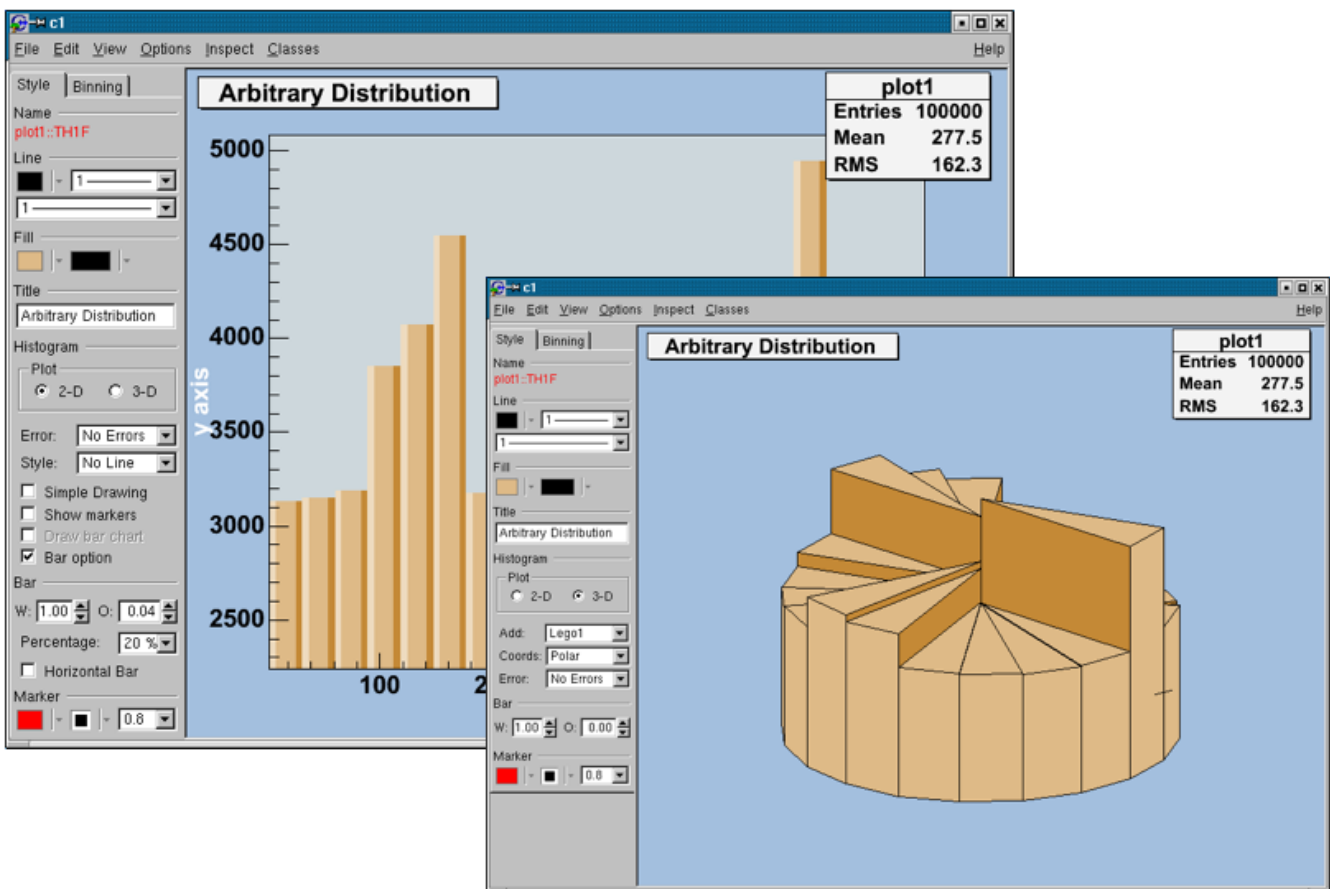 c1
File Edit View Options Inspect Classes Help
Style Binning
Name
plot1::TH1F
Line
1
1
Fill
Title
Arbitrary Distribution
Histogram
Plot
2-D 3-D
Error: No Errors
Style: No Line
Simple Drawing
Show markers
Draw bar chart
Bar option
Bar
W: 1.00 O: 0.04
Percentage: 20 %
Horizontal Bar
Marker
0.8
Arbitrary Distribution
plot1
Entries 100000
Mean 277.5
RMS 162.3
y axis
5000
4500
4000
3500
3000
2500
100
2
c1
File Edit View Options Inspect Classes Help
Style Binning
Name
plot1::TH1F
Line
1
1
Fill
Title
Arbitrary Distribution
Histogram
Plot
2-D 3-D
Add: Lego1
Coords: Polar
Error: No Errors
Bar
W: 1.00 O: 0.00
Marker
0.8
Arbitrary Distribution
plot1
Entries 100000
Mean 277.5
RMS 162.3